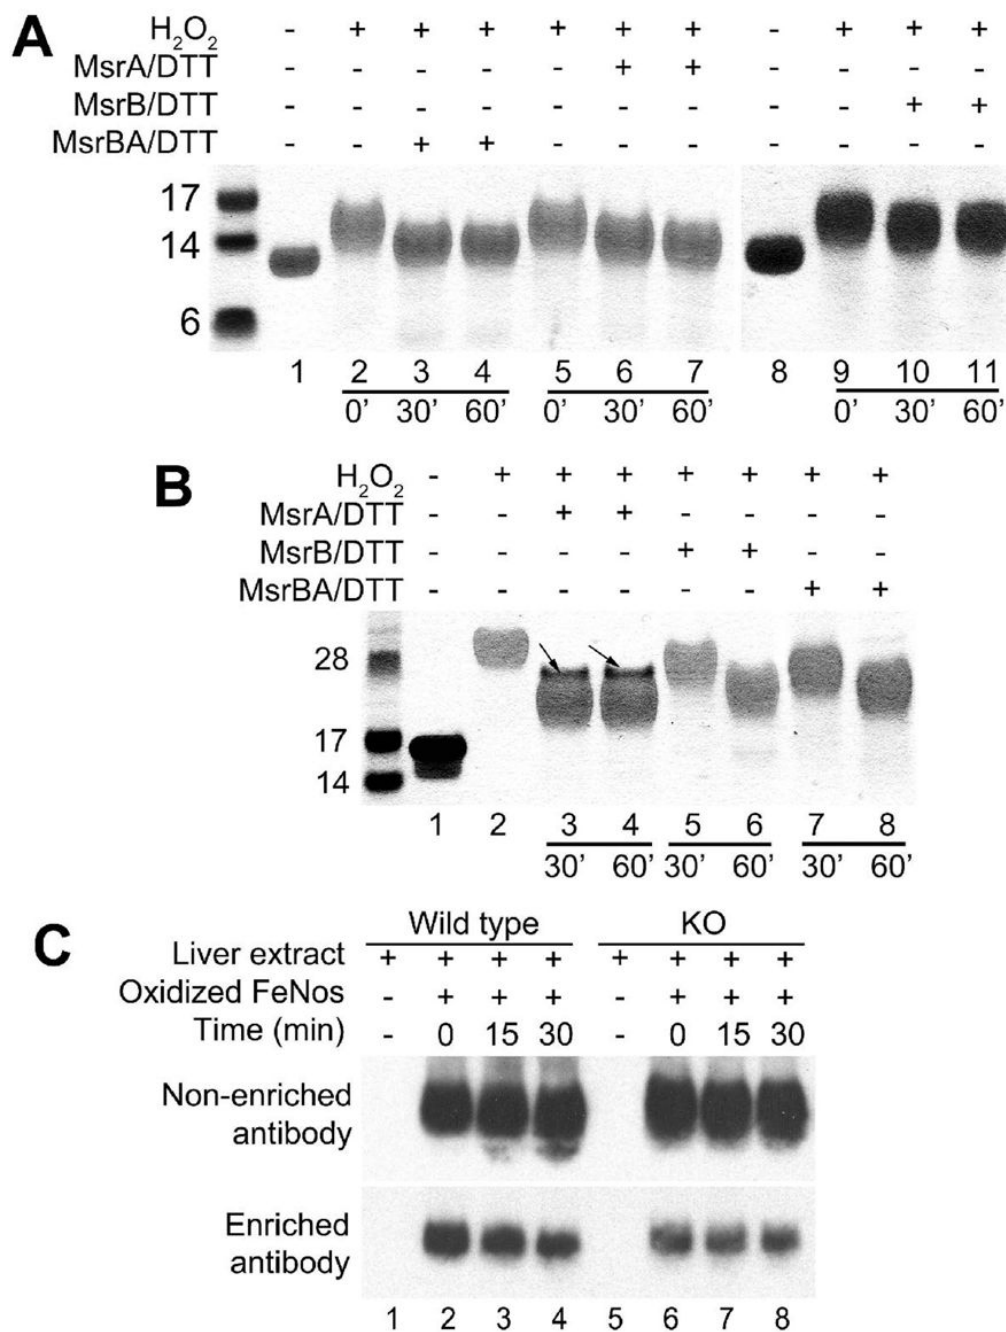 A
H₂O₂ - + + + + + + - + + +
MsrA/DTT - - - - - + + - - - -
MsrB/DTT - - - - - - - - - + +
MsrBA/DTT - - + + - - - - - - -
17
14
6
1 2 3 4 5 6 7 8 9 10 11
0' 30' 60' 0' 30' 60' 0' 30' 60'
B
H₂O₂ - + + + + + + +
MsrA/DTT - - + + - - - -
MsrB/DTT - - - - + + - -
MsrBA/DTT - - - - - - + +
28
17
14
1 2 3 4 5 6 7 8
30' 60' 30' 60' 30' 60'
C
Wild type KO
Liver extract + + + + + + + +
Oxidized FeNos - + + + - + + +
Time (min) - 0 15 30 - 0 15 30
Non-enriched
antibody
Enriched
antibody
1 2 3 4 5 6 7 8